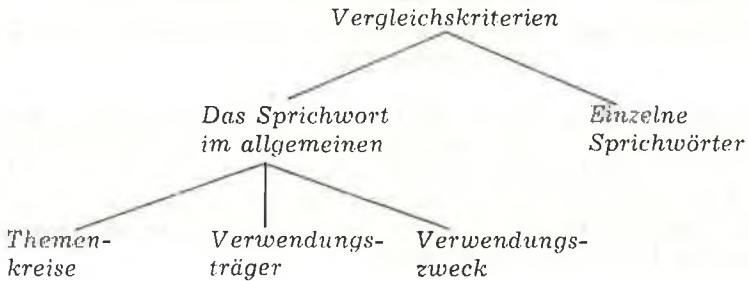 Vergleichskriterien
Das Sprichwort
im allgemeinen
Einzelne
Sprichwörter
Themen-
kreise
Verwendungs-
träger
Verwendungs-
zweck